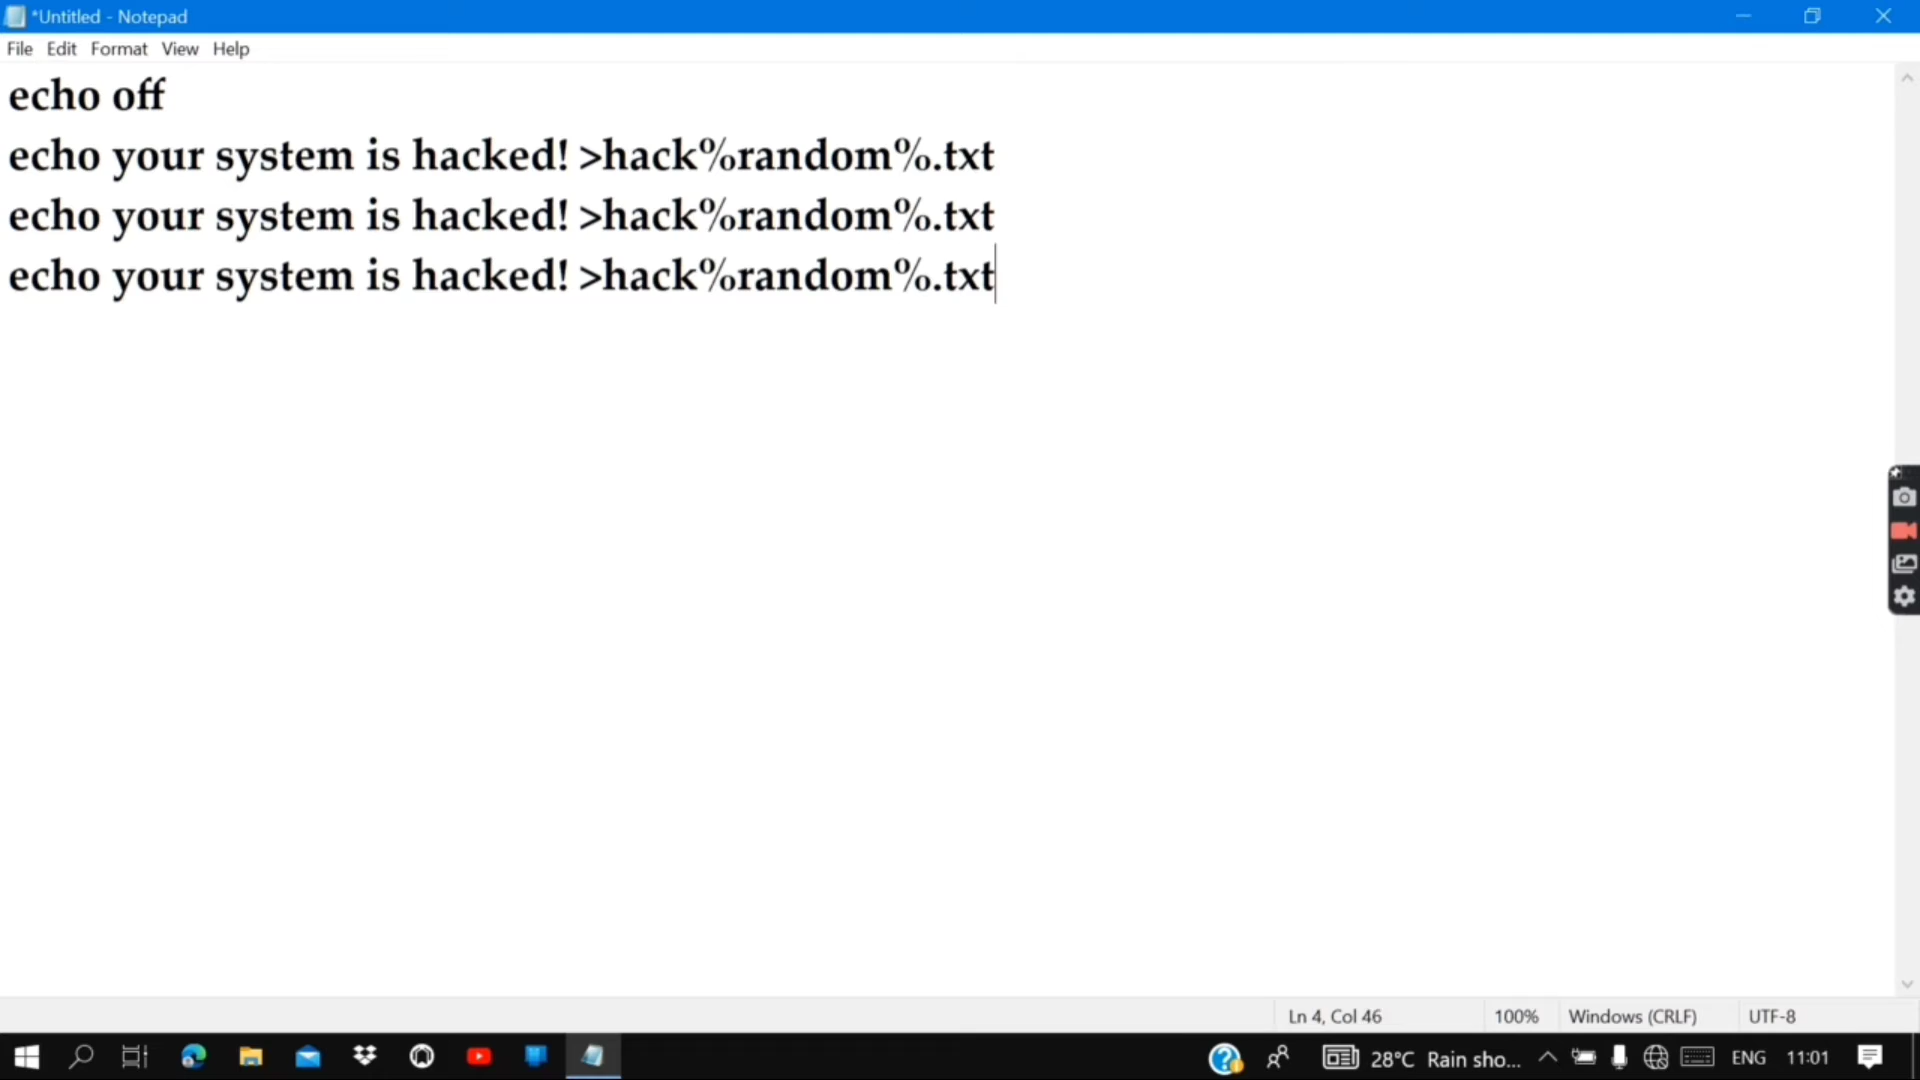 *Untitled - Notepad
File Edit Format View Help
echo off
echo your system is hacked! >hack%random%.txt
echo your system is hacked! >hack%random%.txt
echo your system is hacked! >hack%random%.txt
Ln 4, Col 46 100% Windows (CRLF) UTF-8
28°C Rain sho... ENG 11:01